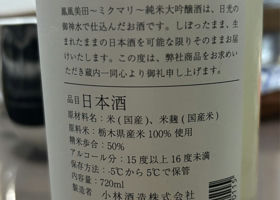 鳳凰美田〜ミクマリ〜純米大吟醸酒は、日光の
御神水で仕込んだお酒です。しぼったまま、生
まれたままの日本酒を可能な限りそのままお
届けいたします。この度は、弊社商品をお求めい
ただき蔵内一同心より御礼申し上げます。
品目 日本酒
原材料名：米（国産）、米麹（国産米）
原料米：栃木県産米100％使用
精米歩合：50％
アルコール分：15度以上16度未満
保存方法：-5℃から5℃で保管
内容量：720ml
製造者 小林酒造株式会社